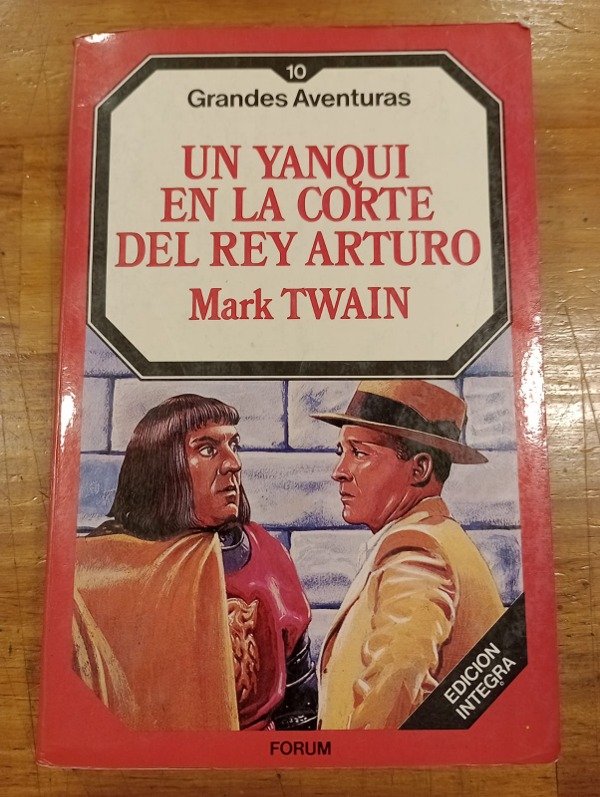 10
Grandes Aventuras
UN YANQUI
EN LA CORTE
DEL REY ARTURO
Mark TWAIN
EDICION
INTEGRA
FORUM